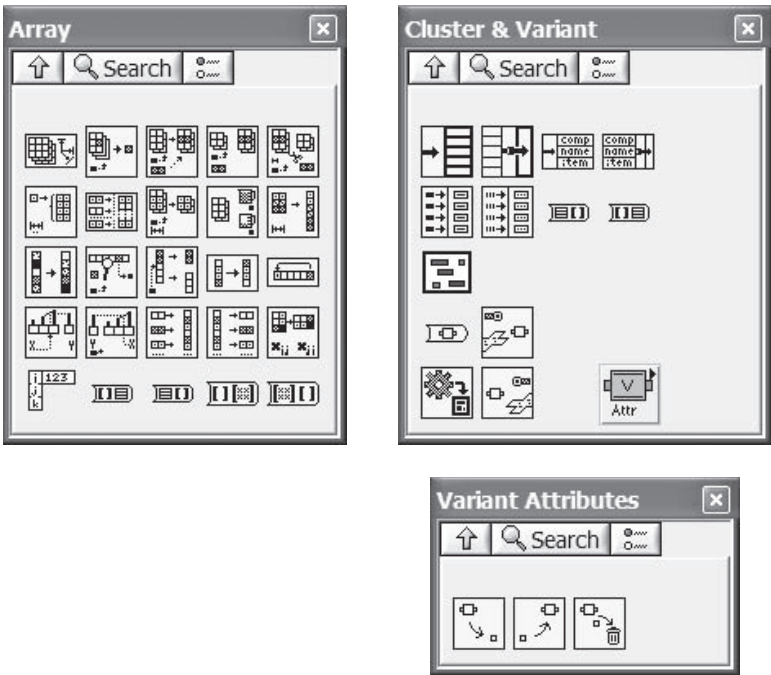 Array
Search
Cluster & Variant
Search
comp comp
name name
item item
X Y Y X
i 123
j
k
V
Attr
Variant Attributes
Search